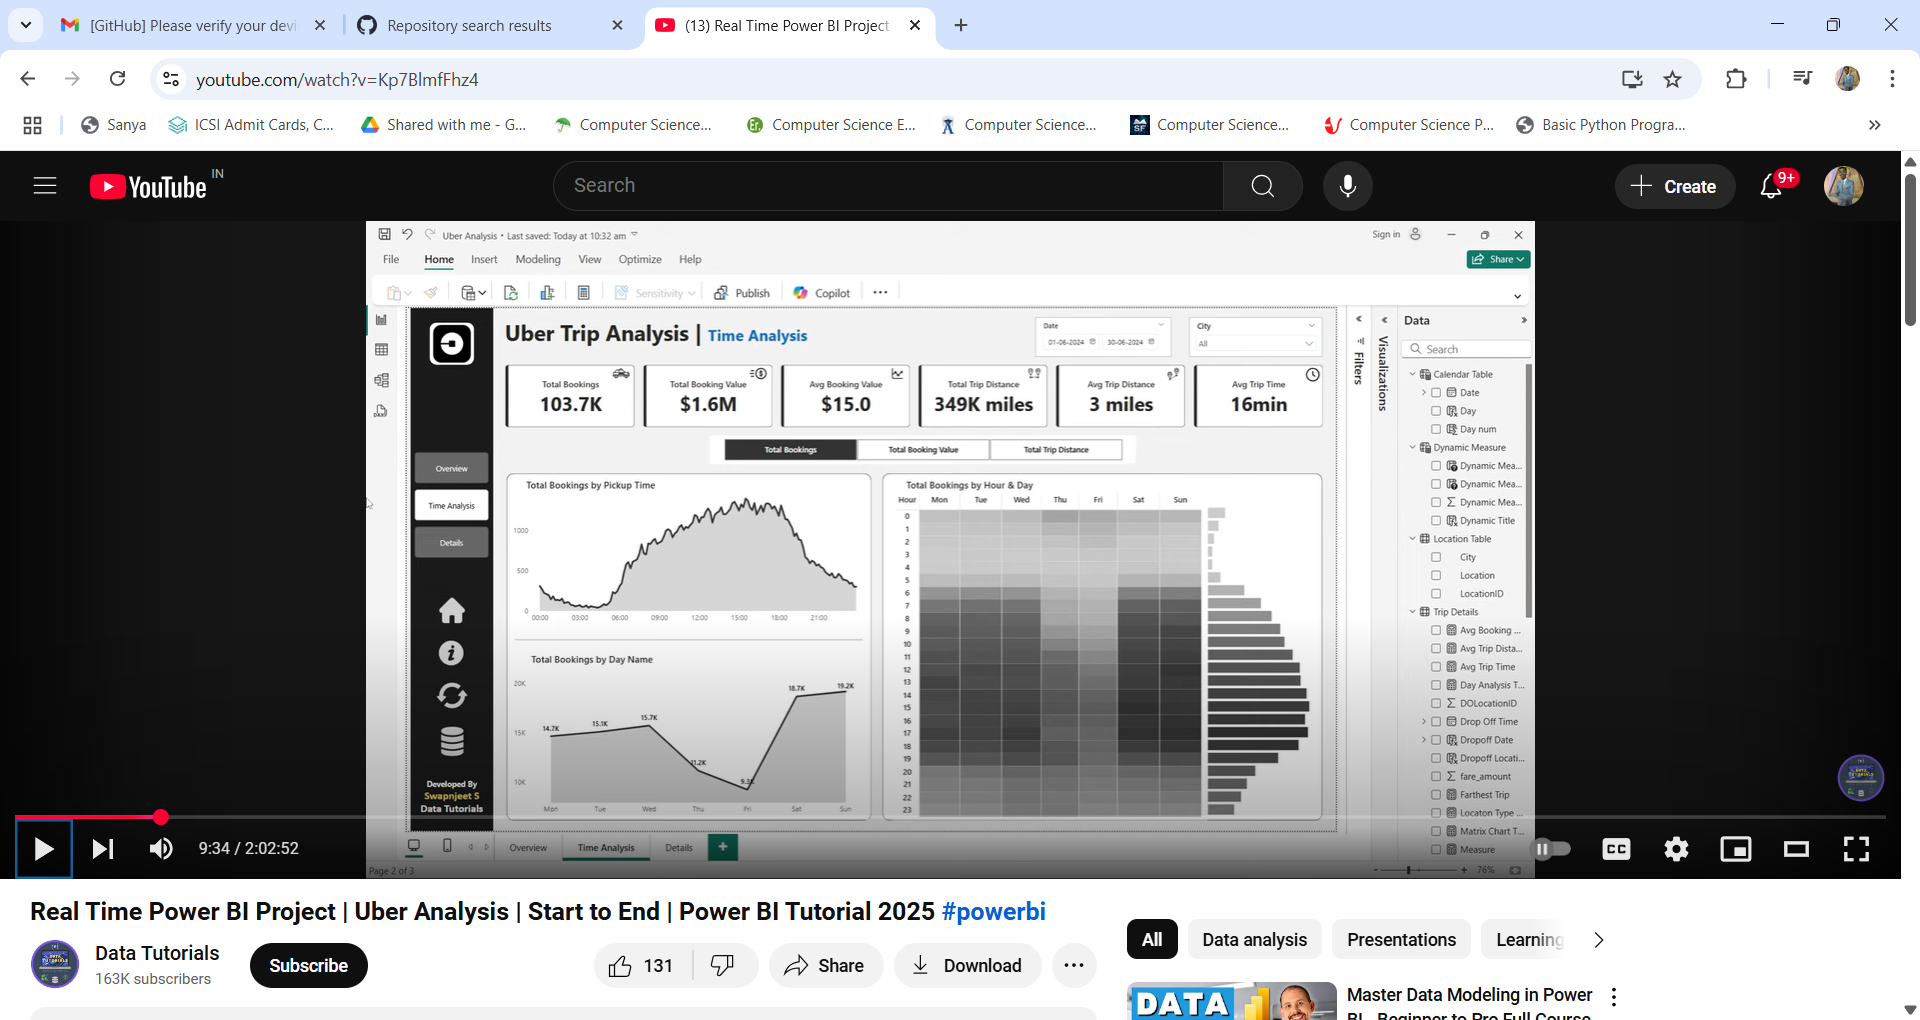 [GitHub] Please verify your devi
Repository search results
(13) Real Time Power BI Project
youtube.com/watch?v=Kp7BlmfFhz4
Sanya
ICSI Admit Cards, C...
Shared with me - G...
Computer Science...
Computer Science E...
Computer Science...
Computer Science...
Computer Science P...
Basic Python Progra...
YouTube IN
Search
Create
9+
Uber Analysis • Last saved: Today at 10:32 am
Sign in
File Home Insert Modeling View Optimize Help
Share
Sensitivity
Publish
Copilot
Uber Trip Analysis | Time Analysis
Date
01-06-2024 30-06-2024
City
All
Total Bookings
103.7K
Total Booking Value
$1.6M
Avg Booking Value
$15.0
Total Trip Distance
349K miles
Avg Trip Distance
3 miles
Avg Trip Time
16min
Total Bookings
Total Booking Value
Total Trip Distance
Overview
Time Analysis
Details
Developed By
Swapnjeet S
Data Tutorials
Total Bookings by Pickup Time
1000
500
0
00:00 03:00 06:00 09:00 12:00 15:00 18:00 21:00
Total Bookings by Day Name
20K
15K
10K
14.7K 15.1K 15.7K 11.2K 9.3K 18.7K 19.2K
Mon Tue Wed Thu Fri Sat Sun
Total Bookings by Hour & Day
Hour Mon Tue Wed Thu Fri Sat Sun
0
1
2
3
4
5
6
7
8
9
10
11
12
13
14
15
16
17
18
19
20
21
22
23
Filters
Visualizations
Data
Search
Calendar Table
Date
Day
Day num
Dynamic Measure
Dynamic Mea...
Dynamic Mea...
Dynamic Mea...
Dynamic Title
Location Table
City
Location
LocationID
Trip Details
Avg Booking ...
Avg Trip Dista...
Avg Trip Time
Day Analysis T...
DOLocationID
Drop Off Time
Dropoff Date
Dropoff Locati...
fare_amount
Farthest Trip
Locaton Type ...
Matrix Chart T...
Measure
Overview
Time Analysis
Details
Page 2 of 3
76%
9:34 / 2:02:52
CC
Real Time Power BI Project | Uber Analysis | Start to End | Power BI Tutorial 2025 #powerbi
Data Tutorials
163K subscribers
Subscribe
131
Share
Download
All
Data analysis
Presentations
Learning
DATA
Master Data Modeling in Power
BI - Beginner to Pro Full Course